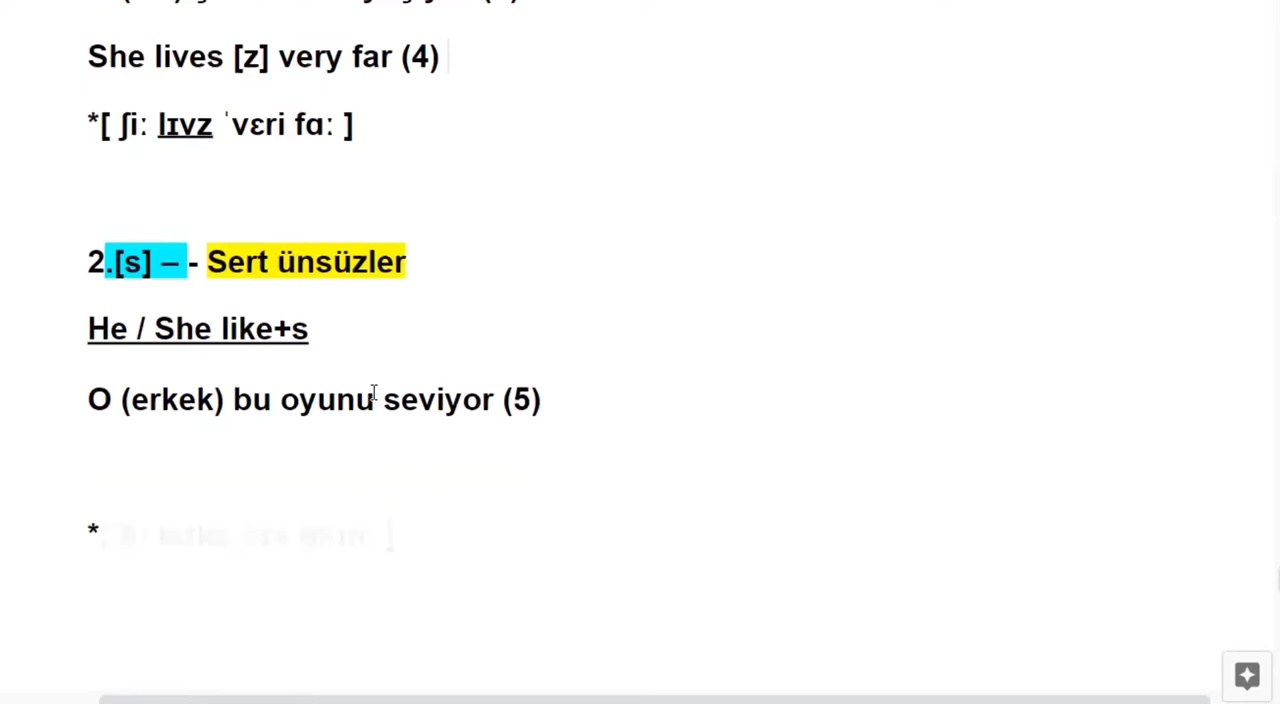 She lives [z] very far (4)
*[ ʃiː lɪvz ˈvɛri fɑː ]
2.[s] – - Sert ünsüzler
He / She like+s
O (erkek) bu oyunu seviyor (5)
*